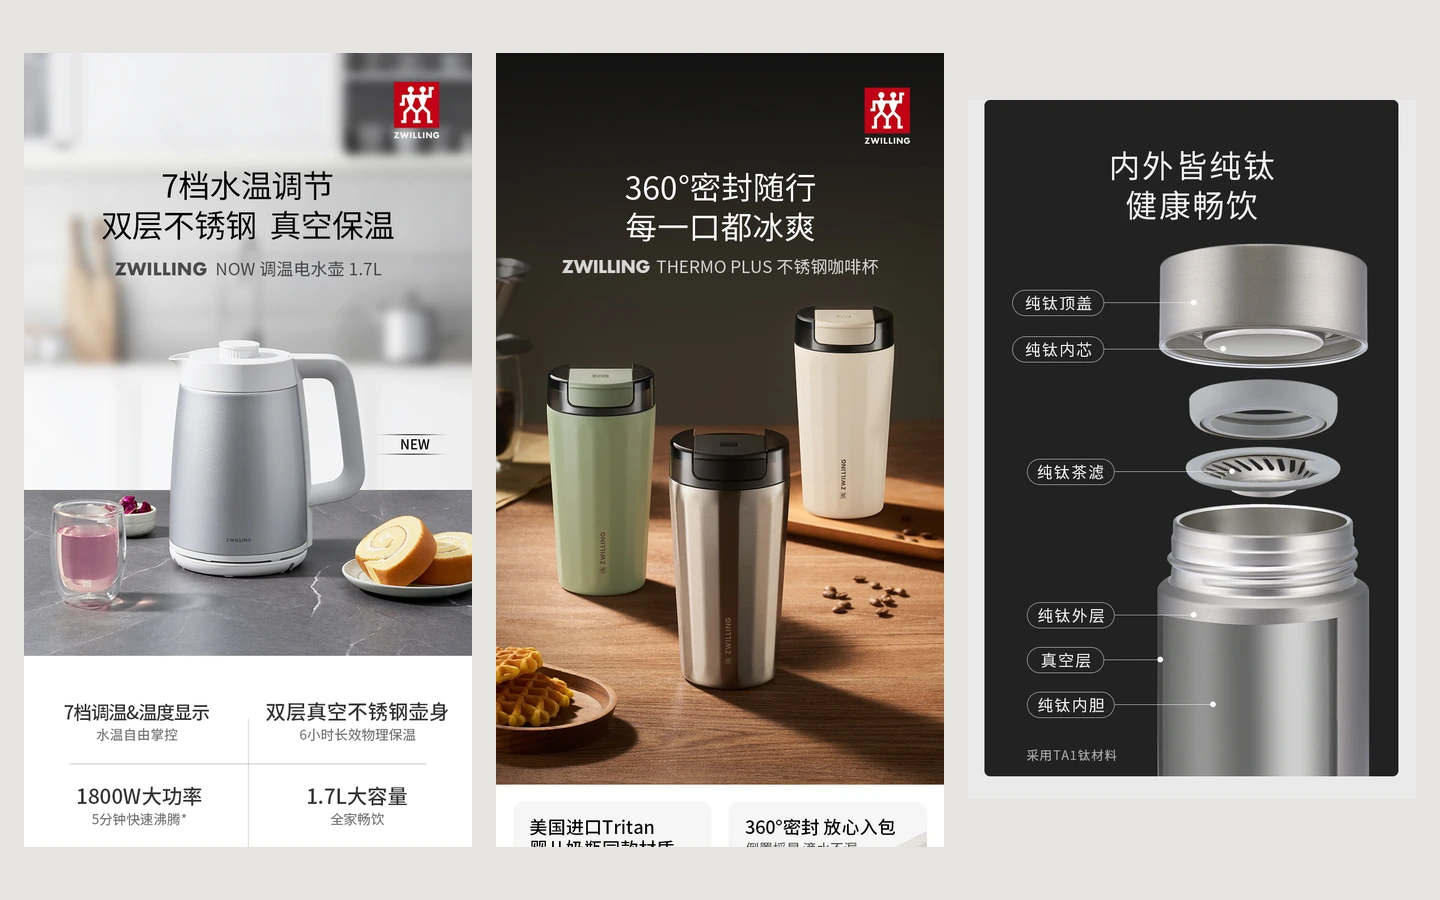 ZWILLING
7档水温调节
双层不锈钢 真空保温
ZWILLING NOW 调温电水壶 1.7L
NEW
ZWILLING
7档调温&温度显示
水温自由掌控
双层真空不锈钢壶身
6小时长效物理保温
1800W大功率
5分钟快速沸腾*
1.7L大容量
全家畅饮
ZWILLING
360°密封随行
每一口都冰爽
ZWILLING THERMO PLUS 不锈钢咖啡杯
ZWILLING
ZWILLING
ZWILLING
美国进口Tritan
360°密封 放心入包
内外皆纯钛
健康畅饮
纯钛顶盖
纯钛内芯
纯钛茶滤
纯钛外层
真空层
纯钛内胆
采用TA1钛材料